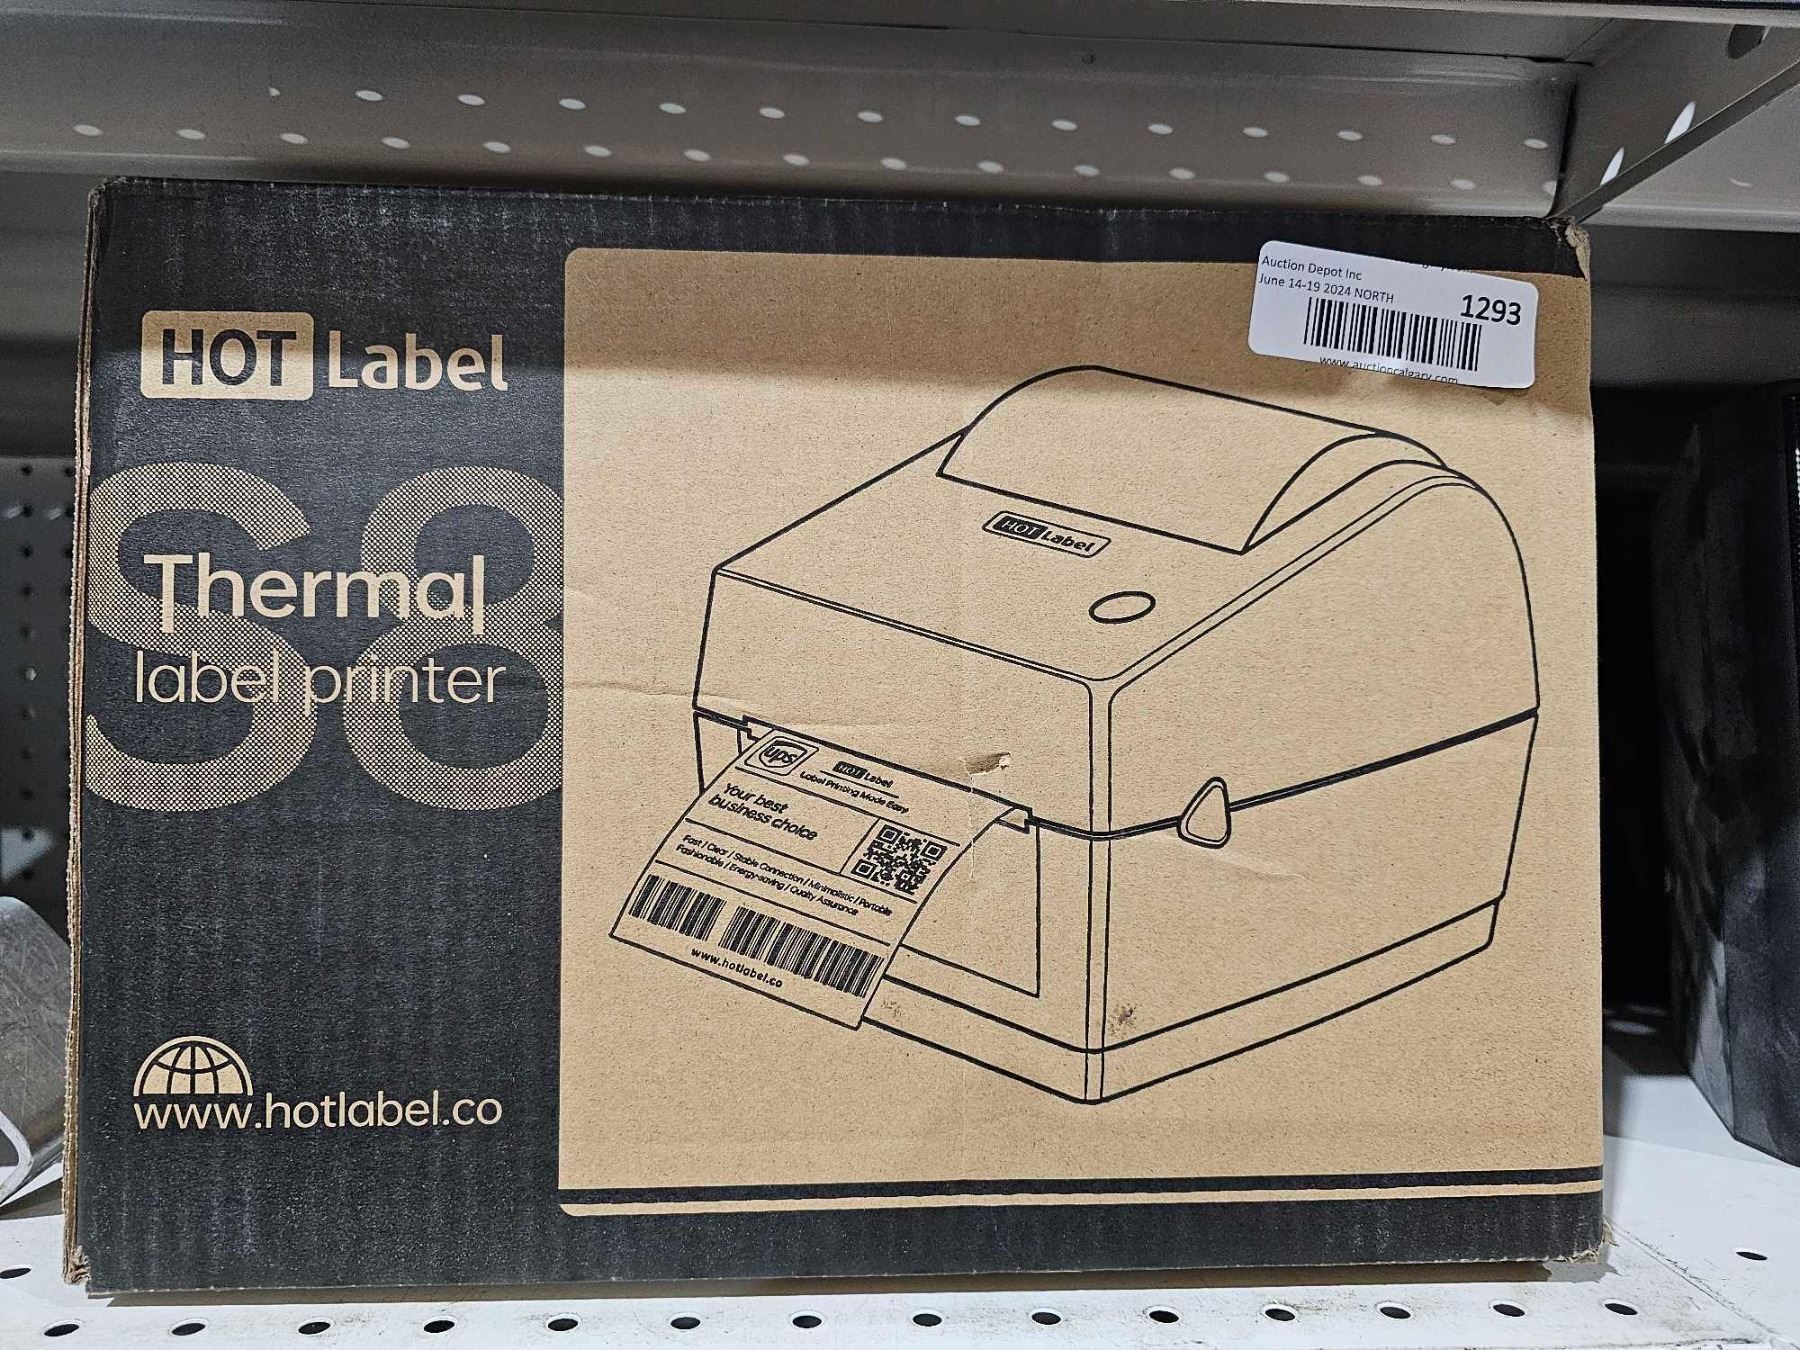 Auction Depot Inc
June 14-19 2024 NORTH
1293
www.auctioncalgary.com
HOT Label
S8
Thermal
label printer
www.hotlabel.co
HOT Label
ups
HOT Label
Label Printing Made Easy
Your best
business choice
Fast / Clear / Stable Connection / Minimalistic / Portable
Fashionable / Energy-saving / Quality Assurance
www.hotlabel.co